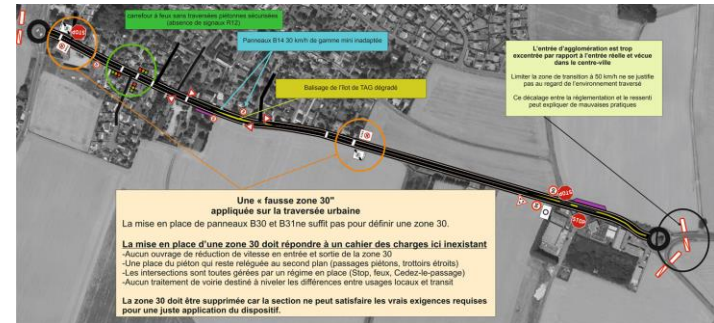 carrefour à feux sans traversées piétonnes sécurisées
(absence de signaux R12)
Panneaux B14 30 km/h de gamme mini inadaptée
Balisage de l'îlot de TAG dégradé
L'entrée d'agglomération est trop
excentrée par rapport à l'entrée réelle et vécue
dans le centre-ville
Limiter la zone de transition à 50 km/h ne se justifie
pas au regard de l'environnement traversé
Ce décalage entre la réglementation et le ressenti
peut expliquer de mauvaises pratiques
STOP
STOP
STOP
Une « fausse zone 30"
appliquée sur la traversée urbaine
La mise en place de panneaux B30 et B31ne suffit pas pour définir une zone 30.
La mise en place d'une zone 30 doit répondre à un cahier des charges ici inexistant
-Aucun ouvrage de réduction de vitesse en entrée et sortie de la zone 30
-Une place du piéton qui reste reléguée au second plan (passages piétons, trottoirs étroits)
-Les intersections sont toutes gérées par un régime en place (Stop, feux, Cedez-le-passage)
-Aucun traitement de voirie destiné à niveler les différences entre usages locaux et transit
La zone 30 doit être supprimée car la section ne peut satisfaire les vrais exigences requises
pour une juste application du dispositif.